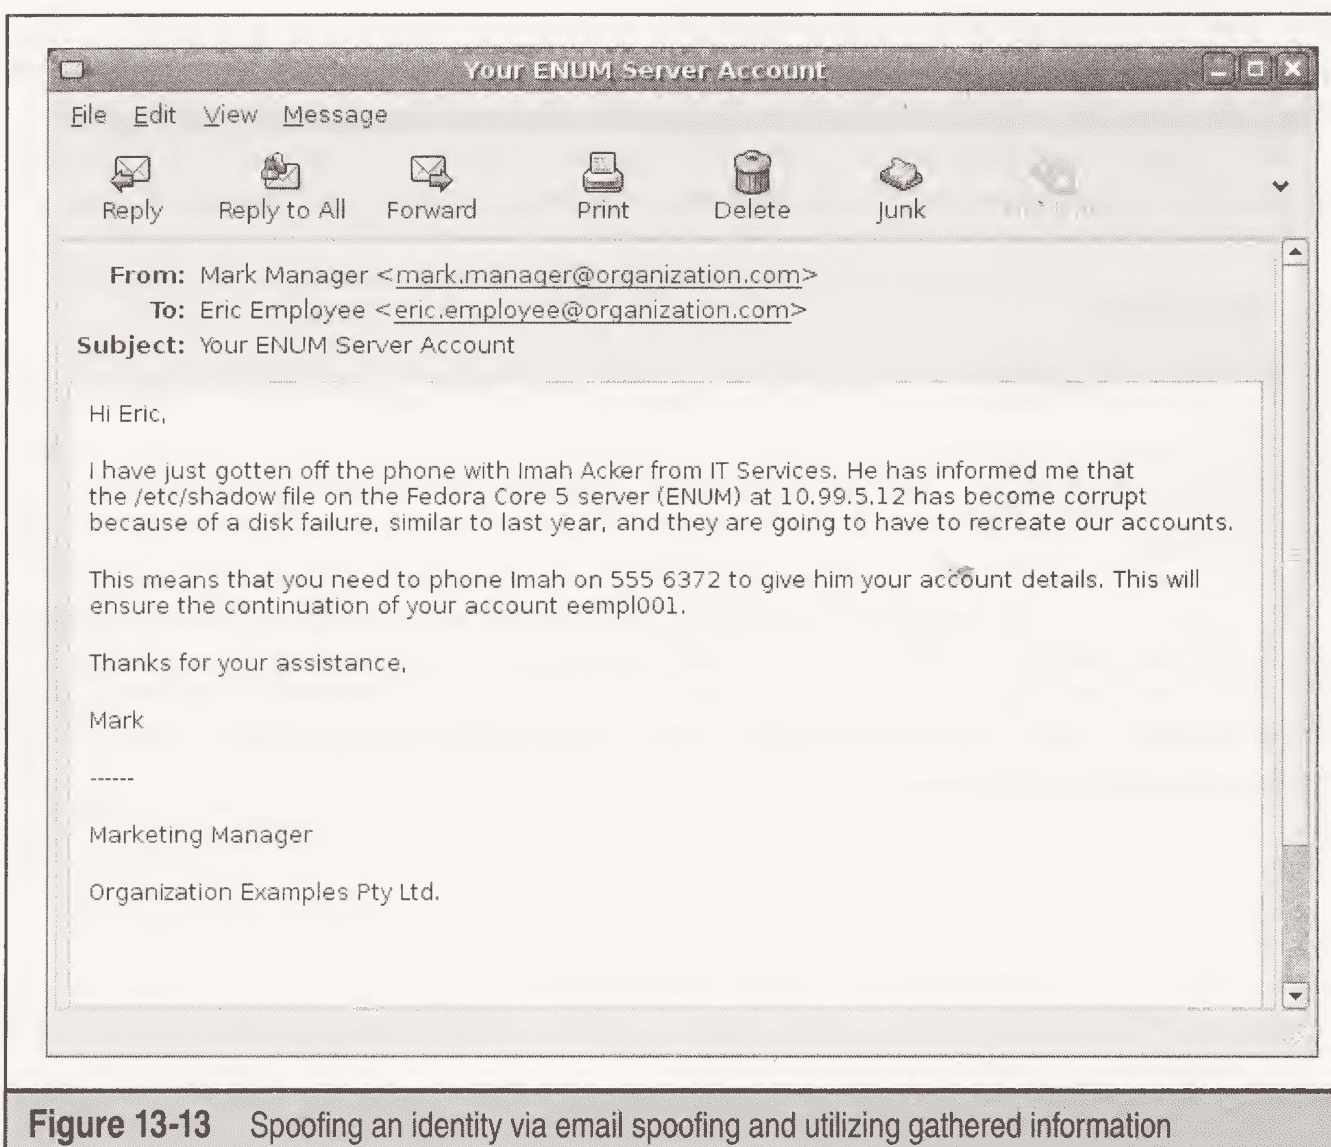 Your ENUM Server Account
File Edit View Message
Reply Reply to All Forward Print Delete Junk
From: Mark Manager <mark.manager@organization.com>
To: Eric Employee <eric.employee@organization.com>
Subject: Your ENUM Server Account
Hi Eric,
I have just gotten off the phone with Imah Acker from IT Services. He has informed me that
the /etc/shadow file on the Fedora Core 5 server (ENUM) at 10.99.5.12 has become corrupt
because of a disk failure, similar to last year, and they are going to have to recreate our accounts.
This means that you need to phone Imah on 555 6372 to give him your account details. This will
ensure the continuation of your account eempl001.
Thanks for your assistance,
Mark
------
Marketing Manager
Organization Examples Pty Ltd.
Figure 13-13 Spoofing an identity via email spoofing and utilizing gathered information